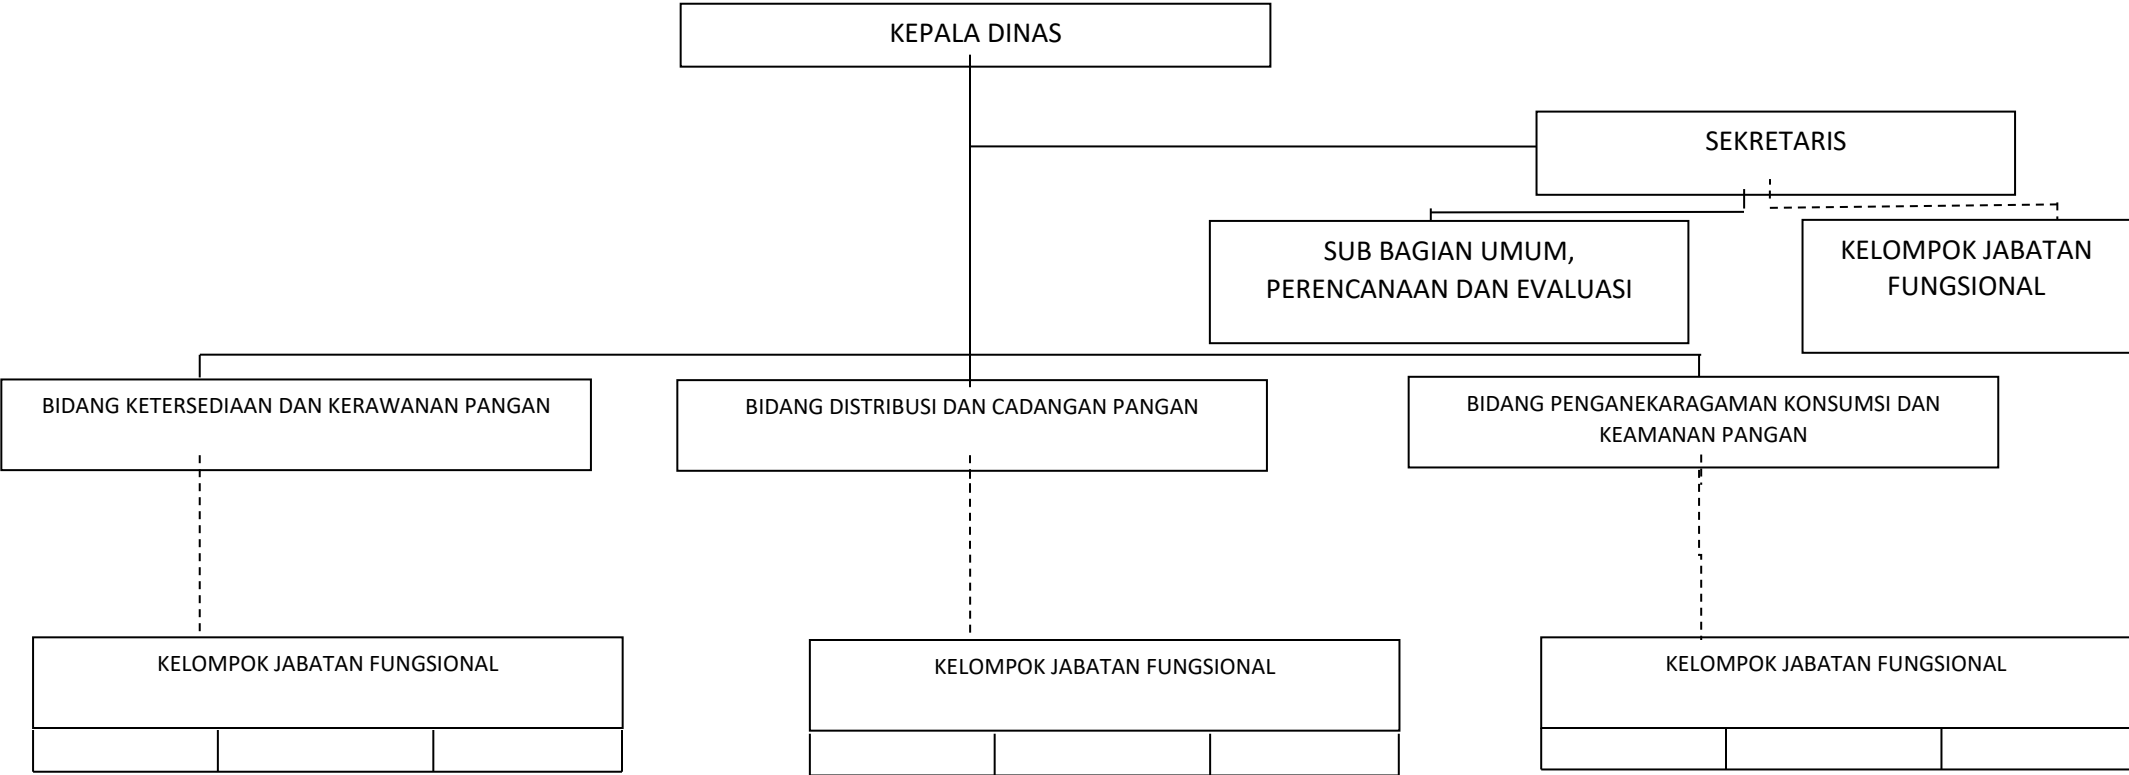 KEPALA DINAS
SEKRETARIS
SUB BAGIAN UMUM,
PERENCANAAN DAN EVALUASI
KELOMPOK JABATAN
FUNGSIONAL
BIDANG KETERSEDIAAN DAN KERAWANAN PANGAN
BIDANG DISTRIBUSI DAN CADANGAN PANGAN
BIDANG PENGANEKARAGAMAN KONSUMSI DAN
KEAMANAN PANGAN
KELOMPOK JABATAN FUNGSIONAL
KELOMPOK JABATAN FUNGSIONAL
KELOMPOK JABATAN FUNGSIONAL